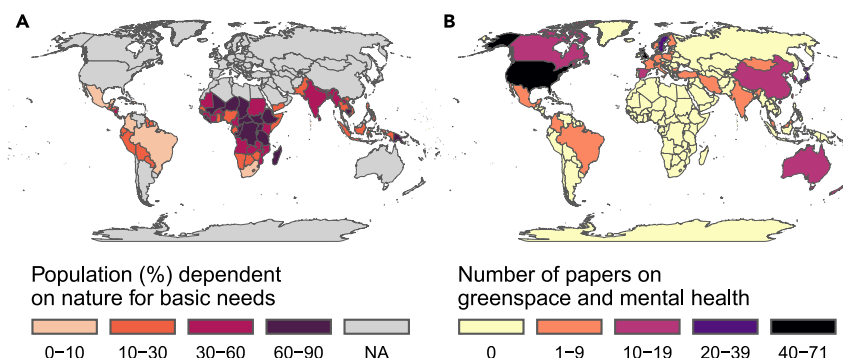 A
B
Population (%) dependent
on nature for basic needs
0−10 10−30 30−60 60−90 NA
Number of papers on
greenspace and mental health
0 1−9 10−19 20−39 40−71